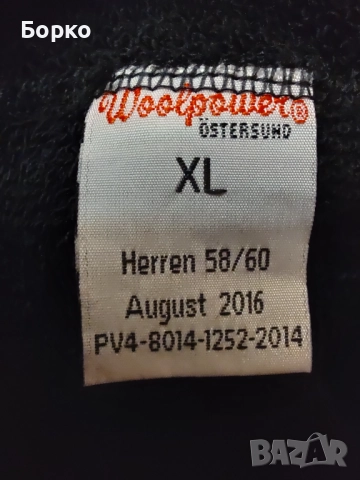 Борко
Woolpower®
ÖSTERSUND
XL
Herren 58/60
August 2016
PV4-8014-1252-2014
BAZAR